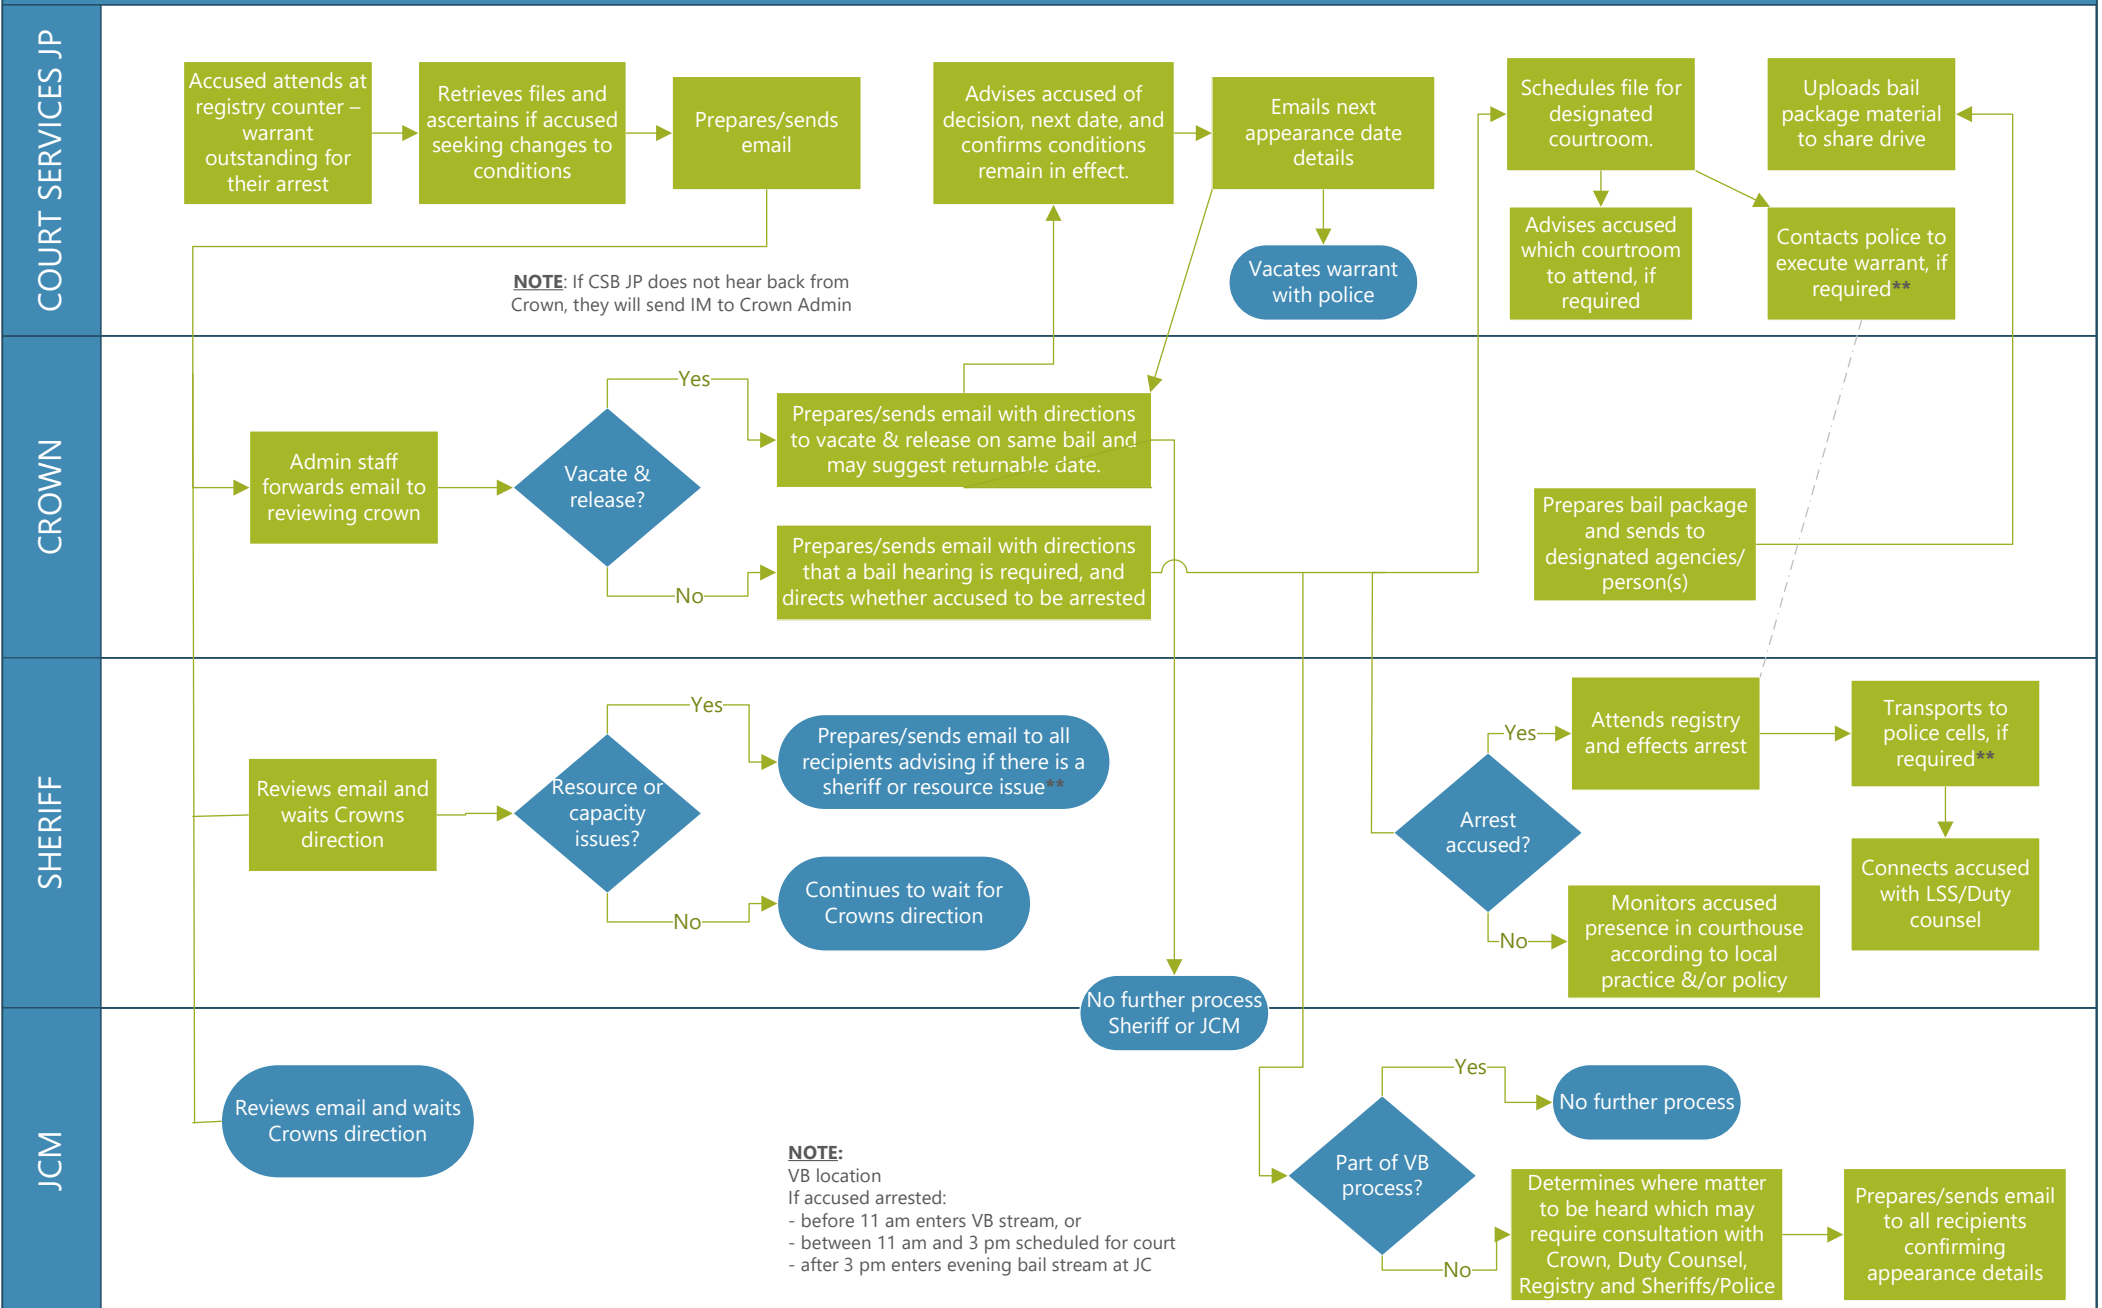 COURT SERVICES JP
Accused attends at
registry counter –
warrant
outstanding for
their arrest
Retrieves files and
ascertains if accused
seeking changes to
conditions
Prepares/sends
email
Advises accused of
decision, next date, and
confirms conditions
remain in effect.
Emails next
appearance date
details
Schedules file for
designated
courtroom.
Uploads bail
package material
to share drive
Advises accused
which courtroom
to attend, if
required
Contacts police to
execute warrant, if
required**
Vacates warrant
with police
NOTE: If CSB JP does not hear back from
Crown, they will send IM to Crown Admin
CROWN
Admin staff
forwards email to
reviewing crown
Vacate &
release?
Yes
No
Prepares/sends email with directions
to vacate & release on same bail and
may suggest returnable date.
Prepares/sends email with directions
that a bail hearing is required, and
directs whether accused to be arrested
Prepares bail package
and sends to
designated agencies/
person(s)
SHERIFF
Reviews email and
waits Crowns
direction
Resource or
capacity
issues?
Yes
No
Prepares/sends email to all
recipients advising if there is a
sheriff or resource issue**
Continues to wait for
Crowns direction
Arrest
accused?
Yes
No
Attends registry
and effects arrest
Transports to
police cells, if
required**
Connects accused
with LSS/Duty
counsel
Monitors accused
presence in courthouse
according to local
practice &/or policy
No further process
Sheriff or JCM
JCM
Reviews email and waits
Crowns direction
NOTE:
VB location
If accused arrested:
- before 11 am enters VB stream, or
- between 11 am and 3 pm scheduled for court
- after 3 pm enters evening bail stream at JC
Part of VB
process?
Yes
No
No further process
Determines where matter
to be heard which may
require consultation with
Crown, Duty Counsel,
Registry and Sheriffs/Police
Prepares/sends email
to all recipients
confirming
appearance details